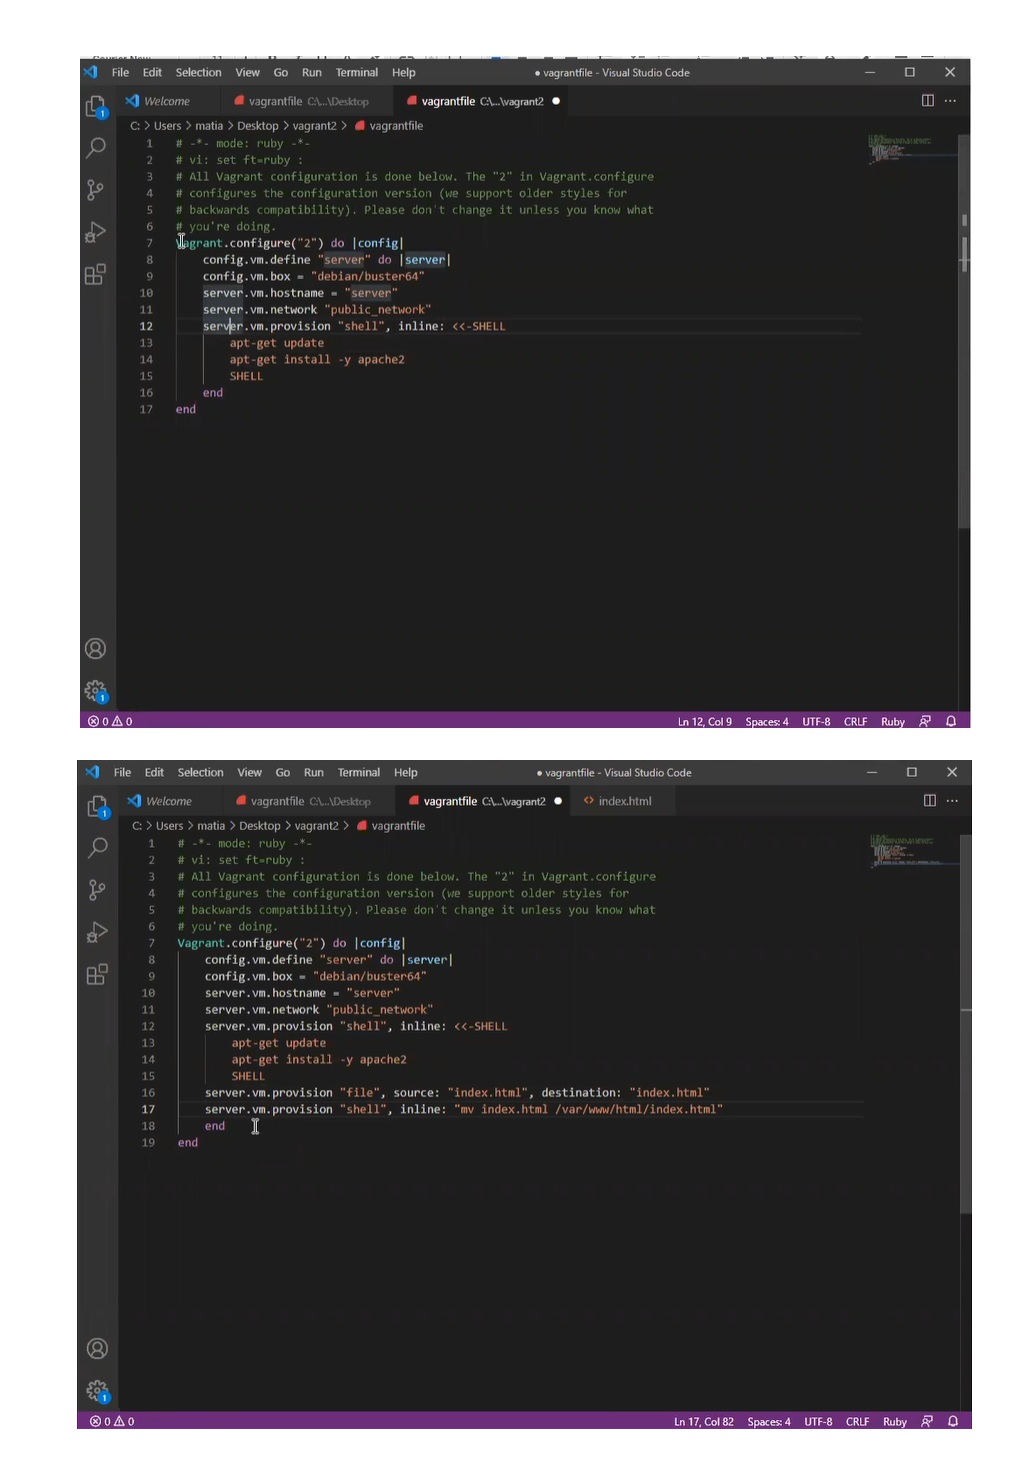 File Edit Selection View Go Run Terminal Help ● vagrantfile - Visual Studio Code
Welcome vagrantfile C:\...\Desktop vagrantfile C:\...\vagrant2
C: > Users > matia > Desktop > vagrant2 > vagrantfile
1 # -*- mode: ruby -*-
2 # vi: set ft=ruby :
3 # All Vagrant configuration is done below. The "2" in Vagrant.configure
4 # configures the configuration version (we support older styles for
5 # backwards compatibility). Please don't change it unless you know what
6 # you're doing.
7 Vagrant.configure("2") do |config|
8 config.vm.define "server" do |server|
9 config.vm.box = "debian/buster64"
10 server.vm.hostname = "server"
11 server.vm.network "public_network"
12 server.vm.provision "shell", inline: <<-SHELL
13 apt-get update
14 apt-get install -y apache2
15 SHELL
16 end
17 end
1
1
0 0 Ln 12, Col 9 Spaces: 4 UTF-8 CRLF Ruby
File Edit Selection View Go Run Terminal Help ● vagrantfile - Visual Studio Code
Welcome vagrantfile C:\...\Desktop vagrantfile C:\...\vagrant2 ● <> index.html
C: > Users > matia > Desktop > vagrant2 > vagrantfile
1 # -*- mode: ruby -*-
2 # vi: set ft=ruby :
3 # All Vagrant configuration is done below. The "2" in Vagrant.configure
4 # configures the configuration version (we support older styles for
5 # backwards compatibility). Please don't change it unless you know what
6 # you're doing.
7 Vagrant.configure("2") do |config|
8 config.vm.define "server" do |server|
9 config.vm.box = "debian/buster64"
10 server.vm.hostname = "server"
11 server.vm.network "public_network"
12 server.vm.provision "shell", inline: <<-SHELL
13 apt-get update
14 apt-get install -y apache2
15 SHELL
16 server.vm.provision "file", source: "index.html", destination: "index.html"
17 server.vm.provision "shell", inline: "mv index.html /var/www/html/index.html"
18 end
19 end
1
1
0 0 Ln 17, Col 82 Spaces: 4 UTF-8 CRLF Ruby